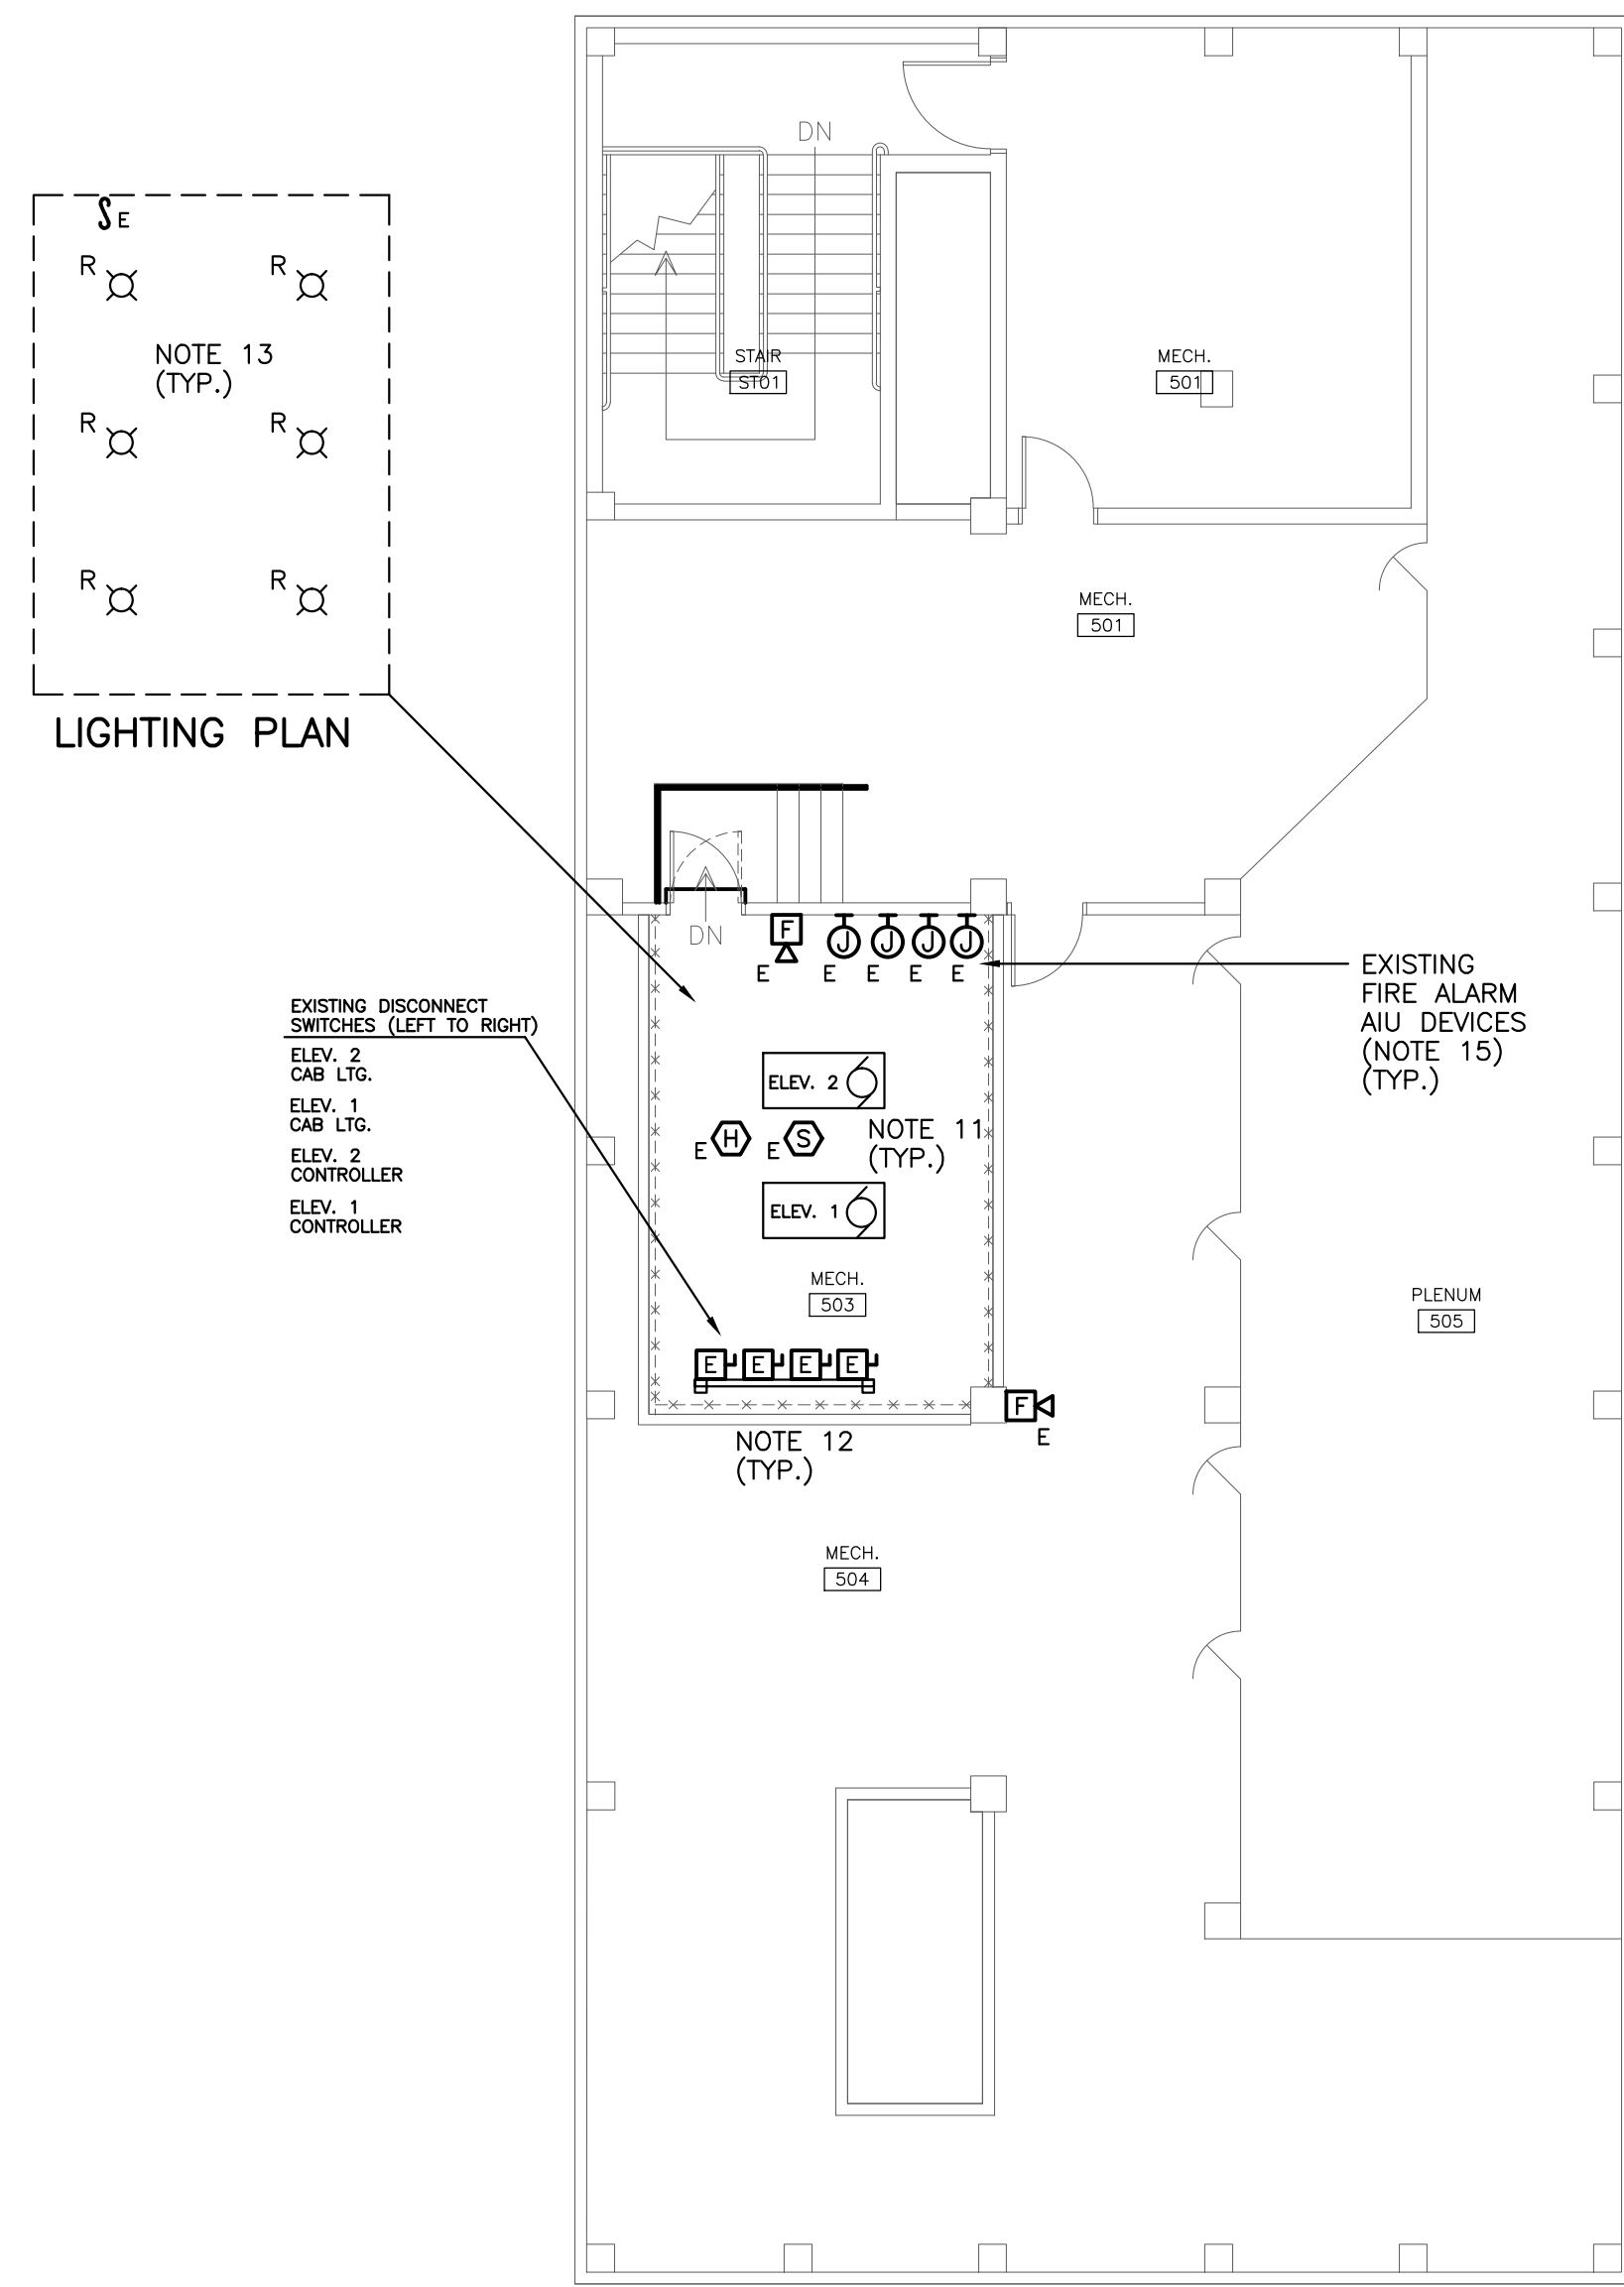 DN
S E
R
R
NOTE 13
(TYP.)
R
R
R
R
LIGHTING PLAN
STAIR
ST01
MECH.
501
MECH.
501
DN
F
E
J
J
J
J
E
E
E
E
EXISTING
FIRE ALARM
AIU DEVICES
(NOTE 15)
(TYP.)
EXISTING DISCONNECT
SWITCHES (LEFT TO RIGHT)
ELEV. 2
CAB LTG.
ELEV. 1
CAB LTG.
ELEV. 2
CONTROLLER
ELEV. 1
CONTROLLER
ELEV. 2
E H
E S
NOTE 11
(TYP.)
ELEV. 1
MECH.
503
E E E E
F
E
NOTE 12
(TYP.)
PLENUM
505
MECH.
504